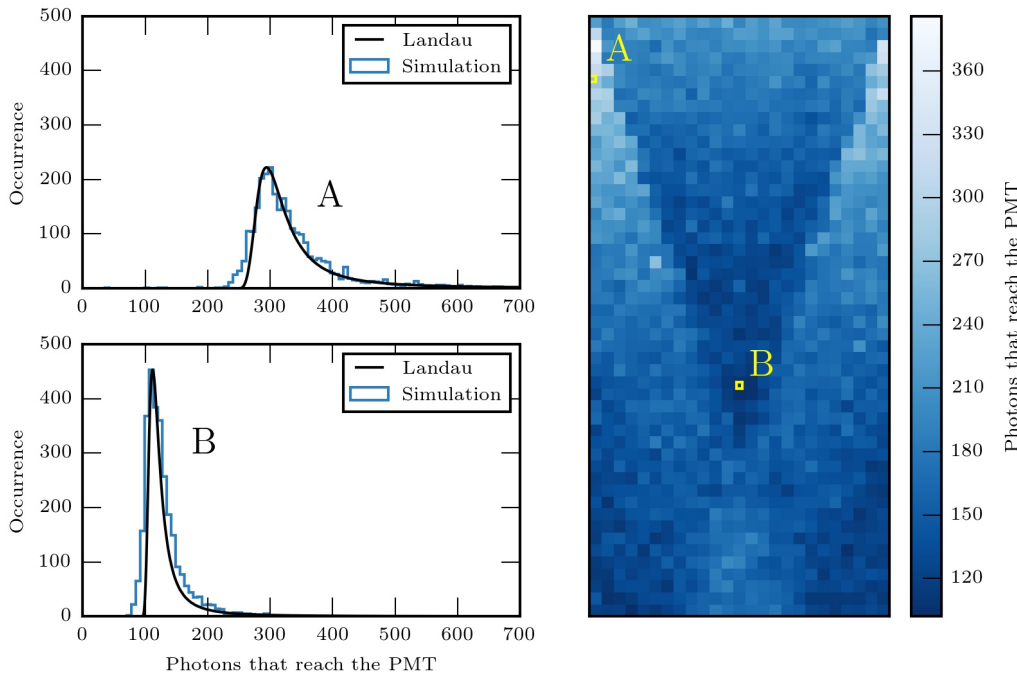 500
400
300
200
100
0
Occurrence
Landau
Simulation
A
0 100 200 300 400 500 600 700
500
400
300
200
100
0
Occurrence
Landau
Simulation
B
0 100 200 300 400 500 600 700
Photons that reach the PMT
A
B
360
330
300
270
240
210
180
150
120
Photons that reach the PMT